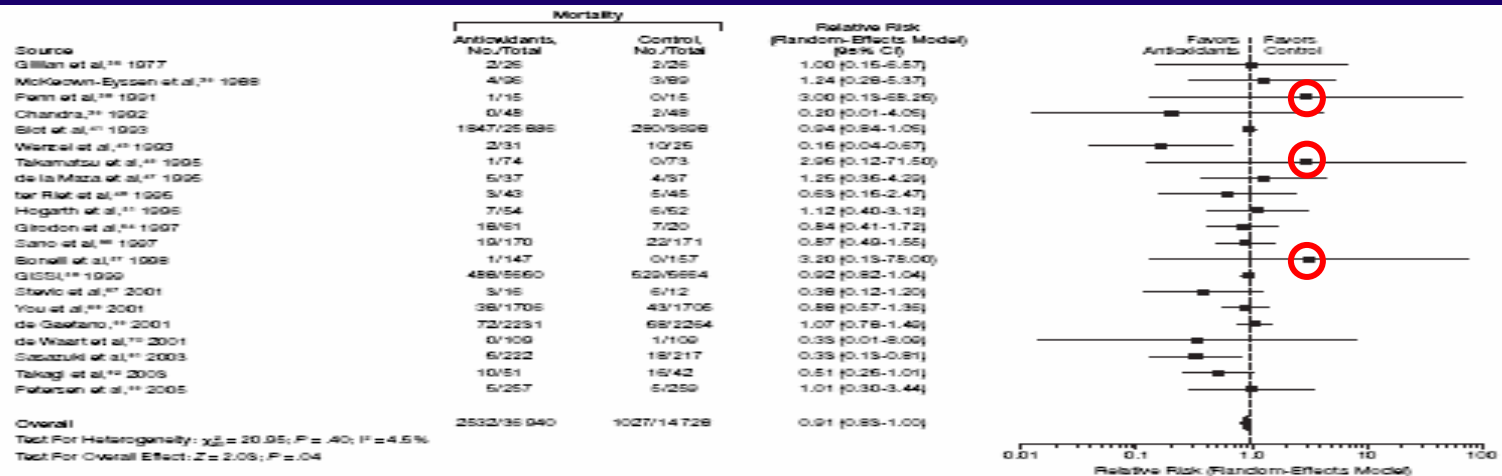 Mortality
Source Antioxidants, No./Total Control, No./Total Relative Risk (Random-Effects Model) (95% CI) Favors Antioxidants Favors Control
Gillian et al, 1977 2/26 2/26 1.00 (0.15-6.57)
McKeown-Eyssen et al, 1988 4/96 3/89 1.24 (0.28-5.37)
Penn et al, 1991 1/15 0/15 3.00 (0.13-68.26)
Chandra, 1992 0/48 2/48 0.20 (0.01-4.06)
Blot et al, 1993 280/3698 0.94 (0.84-1.06)
Wenzel et al, 1993 2/31 10/25 0.16 (0.04-0.67)
Takamatsu et al, 1995 1/74 0/73 2.96 (0.12-71.50)
de la Maza et al, 1995 5/37 4/37 1.25 (0.36-4.29)
ter Riet et al, 1995 3/43 5/45 0.63 (0.16-2.47)
Hogarth et al, 1996 7/54 6/52 1.12 (0.40-3.12)
Girodon et al, 1997 18/61 7/20 0.84 (0.41-1.72)
Sano et al, 1997 19/170 22/171 0.87 (0.49-1.55)
Bonelli et al, 1998 1/147 0/157 3.20 (0.13-78.00)
GISSI, 1999 529/5664 0.92 (0.82-1.04)
Stevic et al, 2001 3/16 6/12 0.38 (0.12-1.20)
You et al, 2001 38/1706 43/1705 0.88 (0.57-1.36)
de Gaetano, 2001 72/2231 68/2264 1.07 (0.78-1.49)
de Waart et al, 2001 0/109 1/109 0.33 (0.01-8.09)
Sasazuki et al, 2003 6/222 18/217 0.33 (0.13-0.81)
Takagi et al, 2003 10/51 16/42 0.51 (0.26-1.01)
Petersen et al, 2005 5/257 5/259 1.01 (0.30-3.44)
Overall 1027/14 728 0.91 (0.83-1.00)
Test For Heterogeneity: = 20.95; P = .40; I² = 4.5%
Test For Overall Effect: Z = 2.03; P = .04
0.01 0.1 1.0 10 100
Relative Risk (Random-Effects Model)